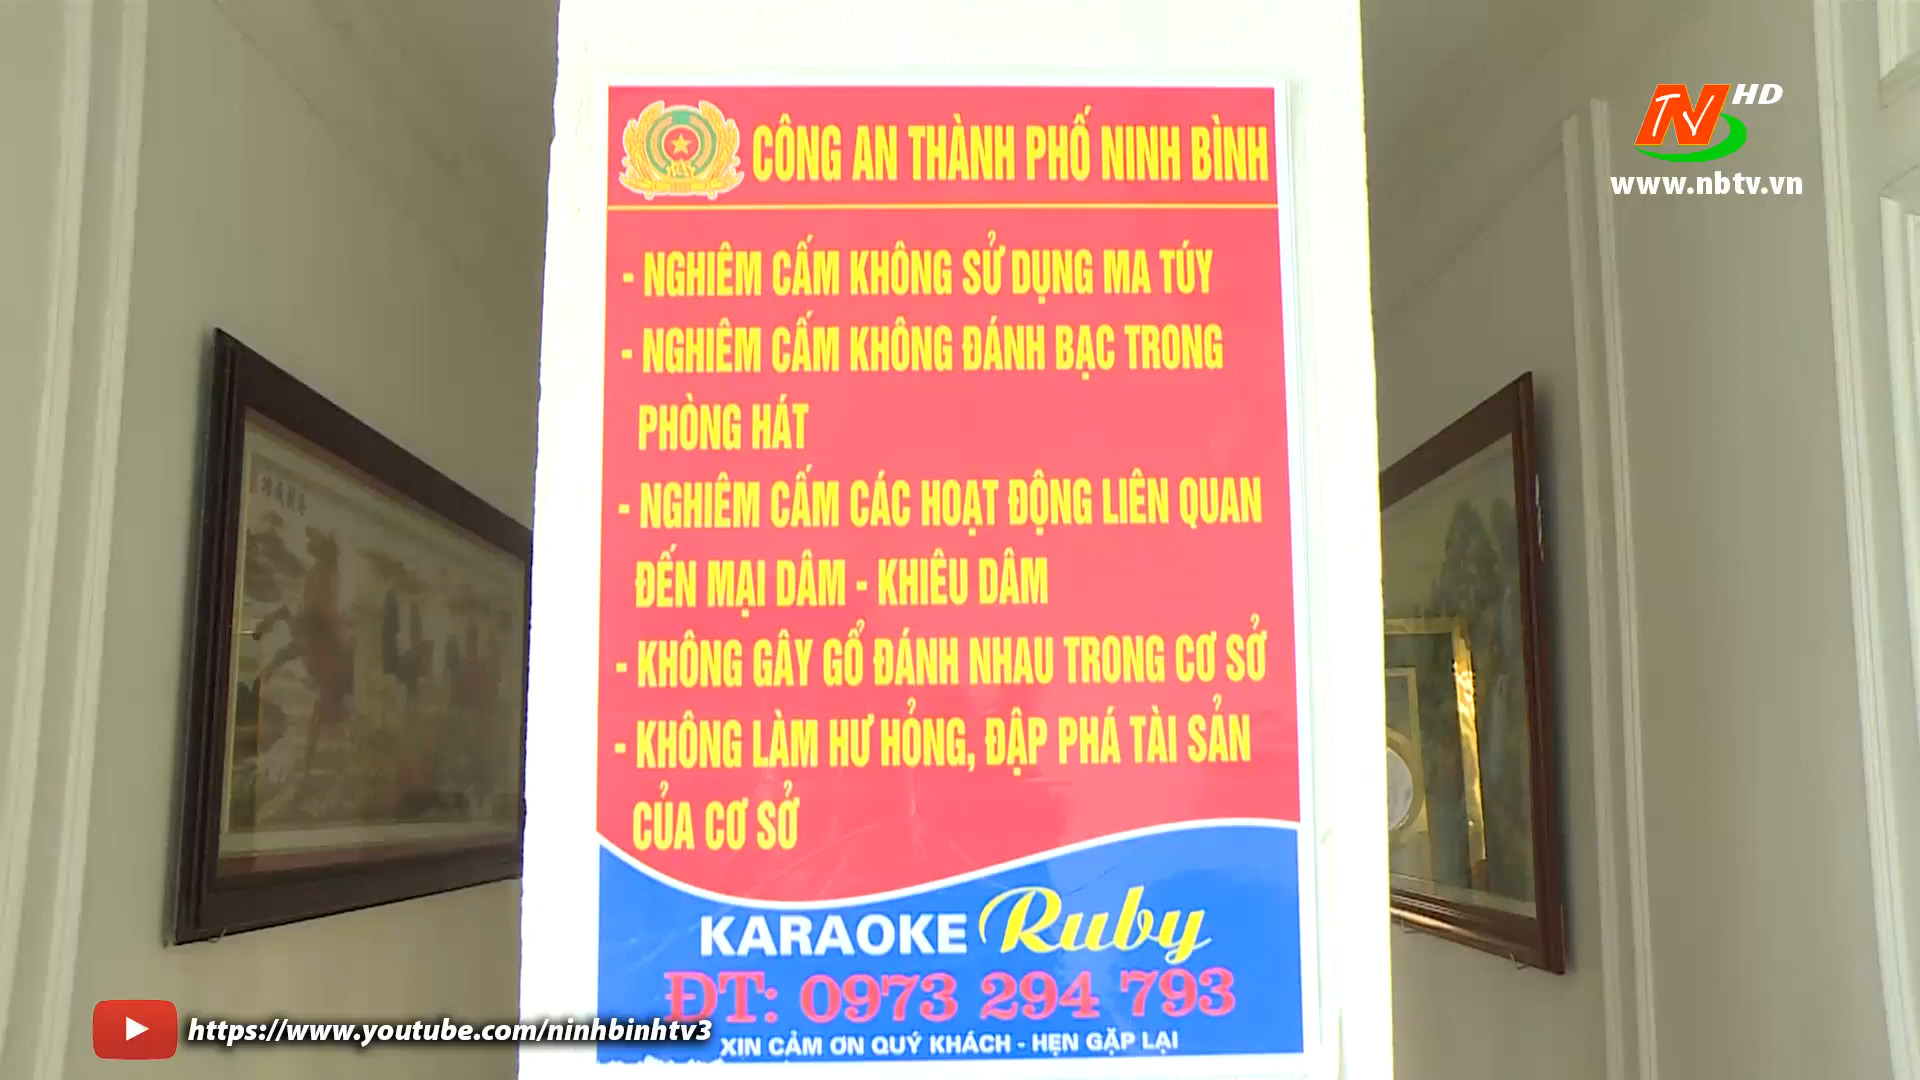 CÔNG AN THÀNH PHỐ NINH BÌNH
- NGHIÊM CẤM KHÔNG SỬ DỤNG MA TÚY
- NGHIÊM CẤM KHÔNG ĐÁNH BẠC TRONG
PHÒNG HÁT
- NGHIÊM CẤM CÁC HOẠT ĐỘNG LIÊN QUAN
ĐẾN MẠI DÂM - KHIÊU DÂM
- KHÔNG GÂY GỔ ĐÁNH NHAU TRONG CƠ SỞ
- KHÔNG LÀM HƯ HỎNG, ĐẬP PHÁ TÀI SẢN
CỦA CƠ SỞ
KARAOKE Ruby
ĐT: 0973 294 793
XIN CẢM ƠN QUÝ KHÁCH - HẸN GẶP LẠI
NTV HD
www.nbtv.vn
https://www.youtube.com/ninhbinhtv3